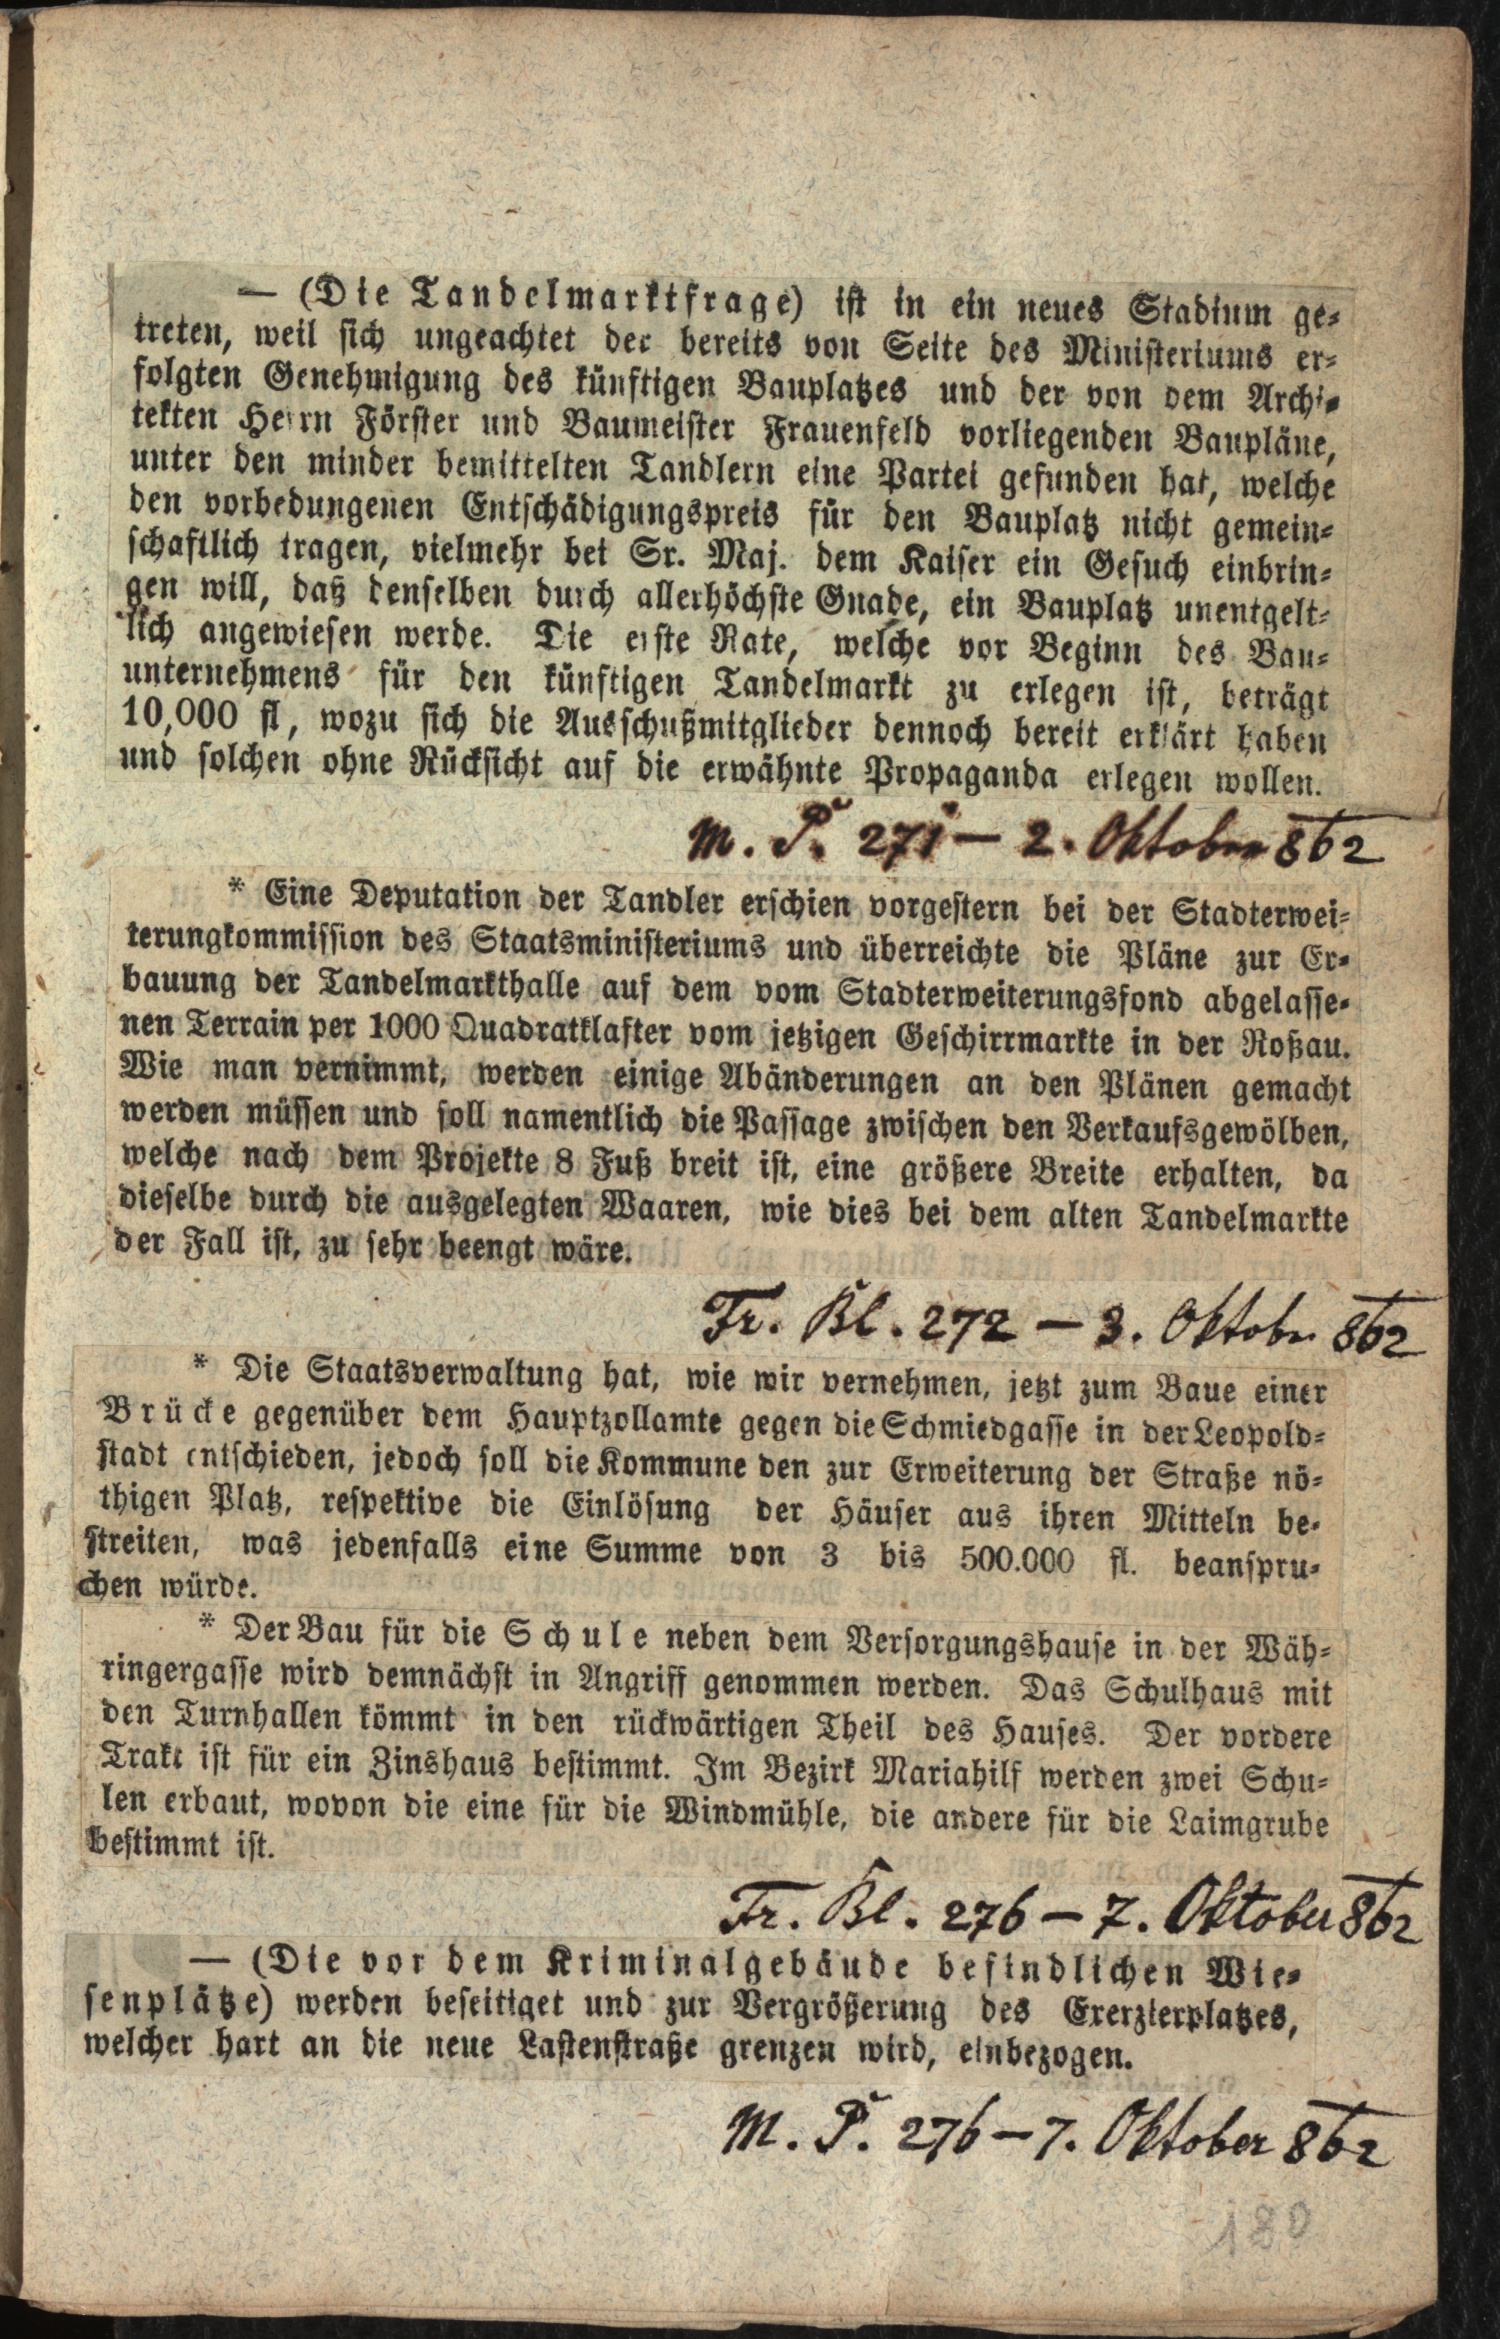 — (Die Tandelmarktfrage) ist in ein neues Stadium ge-
treten, weil sich ungeachtet der bereits von Seite des Ministeriums er-
folgten Genehmigung des künftigen Bauplatzes und der von dem Archi-
tekten Herrn Förster und Baumeister Frauenfeld vorliegenden Baupläne,
unter den minder bemittelten Tandlern eine Partei gefunden hat, welche
den vorbedungenen Entschädigungspreis für den Bauplatz nicht gemein-
schaftlich tragen, vielmehr bei Sr. Maj. dem Kaiser ein Gesuch einbrin-
gen will, daß denselben durch allerhöchste Gnade, ein Bauplatz unentgelt-
lich angewiesen werde. Die erste Rate, welche vor Beginn des Bau-
unternehmens für den künftigen Tandelmarkt zu erlegen ist, beträgt
10,000 fl, wozu sich die Ausschußmitglieder dennoch bereit erklärt haben
und solchen ohne Rücksicht auf die erwähnte Propaganda erlegen wollen.
M. P. 271 — 2. Oktober 862
* Eine Deputation der Tandler erschien vorgestern bei der Stadterwei-
terungkommission des Staatsministeriums und überreichte die Pläne zur Er-
bauung der Tandelmarkthalle auf dem vom Stadterweiterungsfond abgelasse-
nen Terrain per 1000 Quadratklafter vom jetzigen Geschirrmarkte in der Roßau.
Wie man vernimmt, werden einige Abänderungen an den Plänen gemacht
werden müssen und soll namentlich die Passage zwischen den Verkaufsgewölben,
welche nach dem Projekte 8 Fuß breit ist, eine größere Breite erhalten, da
dieselbe durch die ausgelegten Waaren, wie dies bei dem alten Tandelmarkte
der Fall ist, zu sehr beengt wäre.
Fr. Bl. 272 — 3. Oktober 862
* Die Staatsverwaltung hat, wie wir vernehmen, jetzt zum Baue einer
Brücke gegenüber dem Hauptzollamte gegen die Schmiedgasse in der Leopold-
stadt entschieden, jedoch soll die Kommune den zur Erweiterung der Straße nö-
thigen Platz, respektive die Einlösung der Häuser aus ihren Mitteln be-
streiten, was jedenfalls eine Summe von 3 bis 500.000 fl. beanspru-
chen würde.
* Der Bau für die Schule neben dem Versorgungshause in der Wäh-
ringergasse wird demnächst in Angriff genommen werden. Das Schulhaus mit
den Turnhallen kömmt in den rückwärtigen Theil des Hauses. Der vordere
Trakt ist für ein Zinshaus bestimmt. Im Bezirk Mariahilf werden zwei Schu-
len erbaut, wovon die eine für die Windmühle, die andere für die Laimgrube
bestimmt ist.
Fr. Bl. 276 — 7. Oktober 862
— (Die vor dem Kriminalgebäude befindlichen Wie-
senplätze) werden beseitiget und zur Vergrößerung des Exerzierplatzes,
welcher hart an die neue Lastenstraße grenzen wird, einbezogen.
M. P. 276 — 7. Oktober 862
180